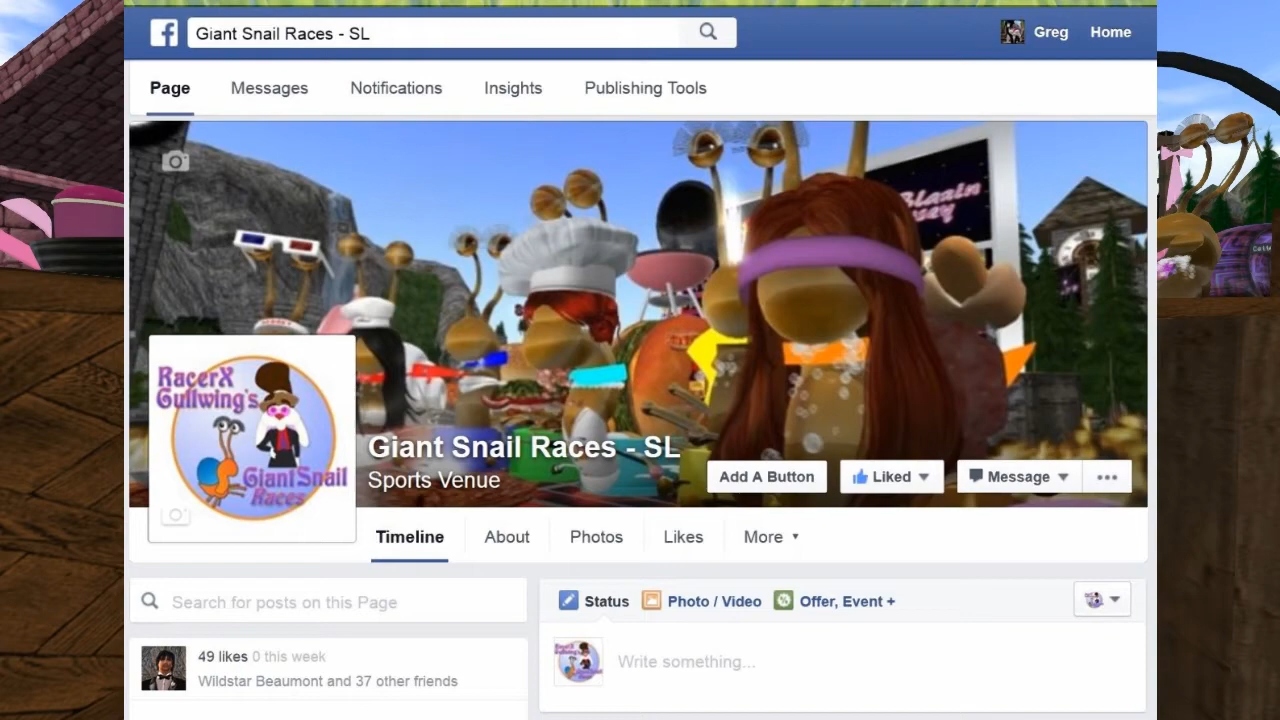 Giant Snail Races - SL
Greg Home
Page Messages Notifications Insights Publishing Tools
RacerX
Gullwing's
Giant Snail
Races
Giant Snail Races - SL
Sports Venue
Add A Button Liked Message
Timeline About Photos Likes More
Search for posts on this Page
Status Photo / Video Offer, Event +
49 likes 0 this week
Wildstar Beaumont and 37 other friends
Write something...